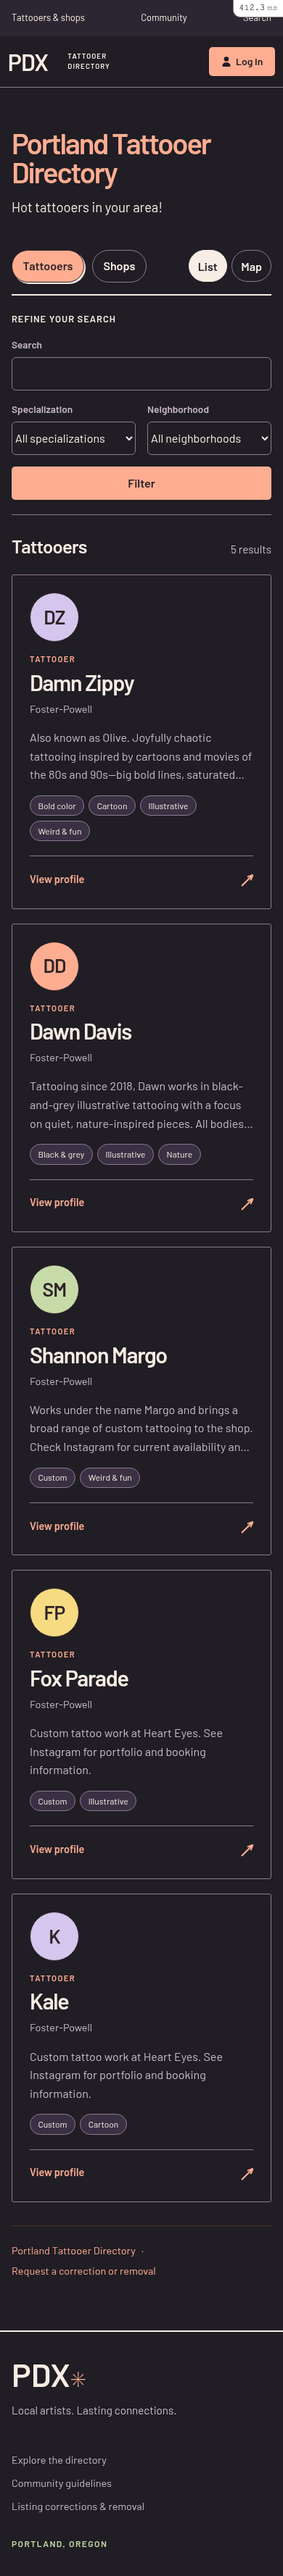 Tattooers & shops
Community
Search
412.3 ms
PDX
TATTOOER
DIRECTORY
Log In
Portland Tattooer
Directory
Hot tattooers in your area!
Tattooers
Shops
List
Map
REFINE YOUR SEARCH
Search
Specialization
Neighborhood
All specializations
All neighborhoods
Filter
Tattooers
5 results
DZ
TATTOOER
Damn Zippy
Foster-Powell
Also known as Olive. Joyfully chaotic
tattooing inspired by cartoons and movies of
the 80s and 90s—big bold lines, saturated...
Bold color
Cartoon
Illustrative
Weird & fun
View profile
DD
TATTOOER
Dawn Davis
Foster-Powell
Tattooing since 2018, Dawn works in black-
and-grey illustrative tattooing with a focus
on quiet, nature-inspired pieces. All bodies...
Black & grey
Illustrative
Nature
View profile
SM
TATTOOER
Shannon Margo
Foster-Powell
Works under the name Margo and brings a
broad range of custom tattooing to the shop.
Check Instagram for current availability an...
Custom
Weird & fun
View profile
FP
TATTOOER
Fox Parade
Foster-Powell
Custom tattoo work at Heart Eyes. See
Instagram for portfolio and booking
information.
Custom
Illustrative
View profile
K
TATTOOER
Kale
Foster-Powell
Custom tattoo work at Heart Eyes. See
Instagram for portfolio and booking
information.
Custom
Cartoon
View profile
Portland Tattooer Directory ·
Request a correction or removal
PDX
Local artists. Lasting connections.
Explore the directory
Community guidelines
Listing corrections & removal
PORTLAND, OREGON